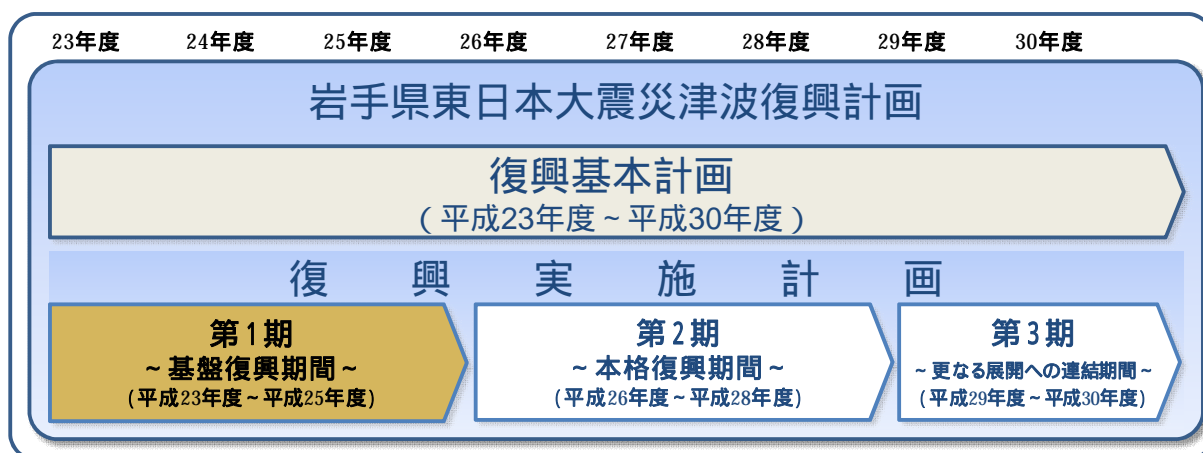 23年度 24年度 25年度 26年度 27年度 28年度 29年度 30年度
岩手県東日本大震災津波復興計画
復興基本計画
(平成23年度~平成30年度)
復興実施計画
第1期
~基盤復興期間~
(平成23年度~平成25年度)
第2期
~本格復興期間~
(平成26年度~平成28年度)
第3期
~更なる展開への連結期間~
(平成29年度~平成30年度)